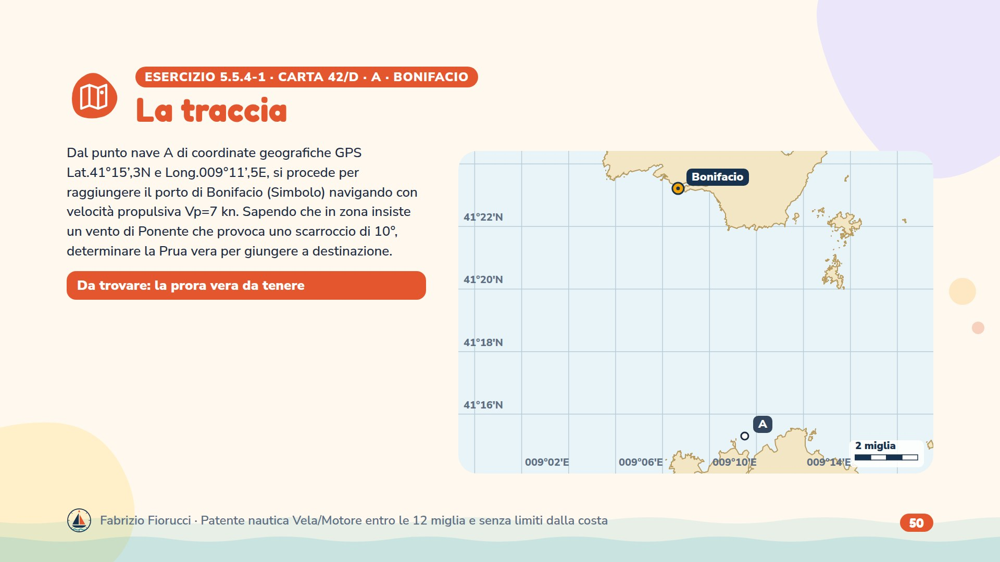 ESERCIZIO 5.5.4-1 · CARTA 42/D · A · BONIFACIO
La traccia
Dal punto nave A di coordinate geografiche GPS
Lat.41°15’,3N e Long.009°11’,5E, si procede per
raggiungere il porto di Bonifacio (Simbolo) navigando con
velocità propulsiva Vp=7 kn. Sapendo che in zona insiste
un vento di Ponente che provoca uno scarroccio di 10°,
determinare la Prua vera per giungere a destinazione.
Da trovare: la prora vera da tenere
Bonifacio
41°22'N
41°20'N
41°18'N
41°16'N
A
2 miglia
009°02'E
009°06'E
009°10'E
009°14'E
Fabrizio Fiorucci · Patente nautica Vela/Motore entro le 12 miglia e senza limiti dalla costa
50